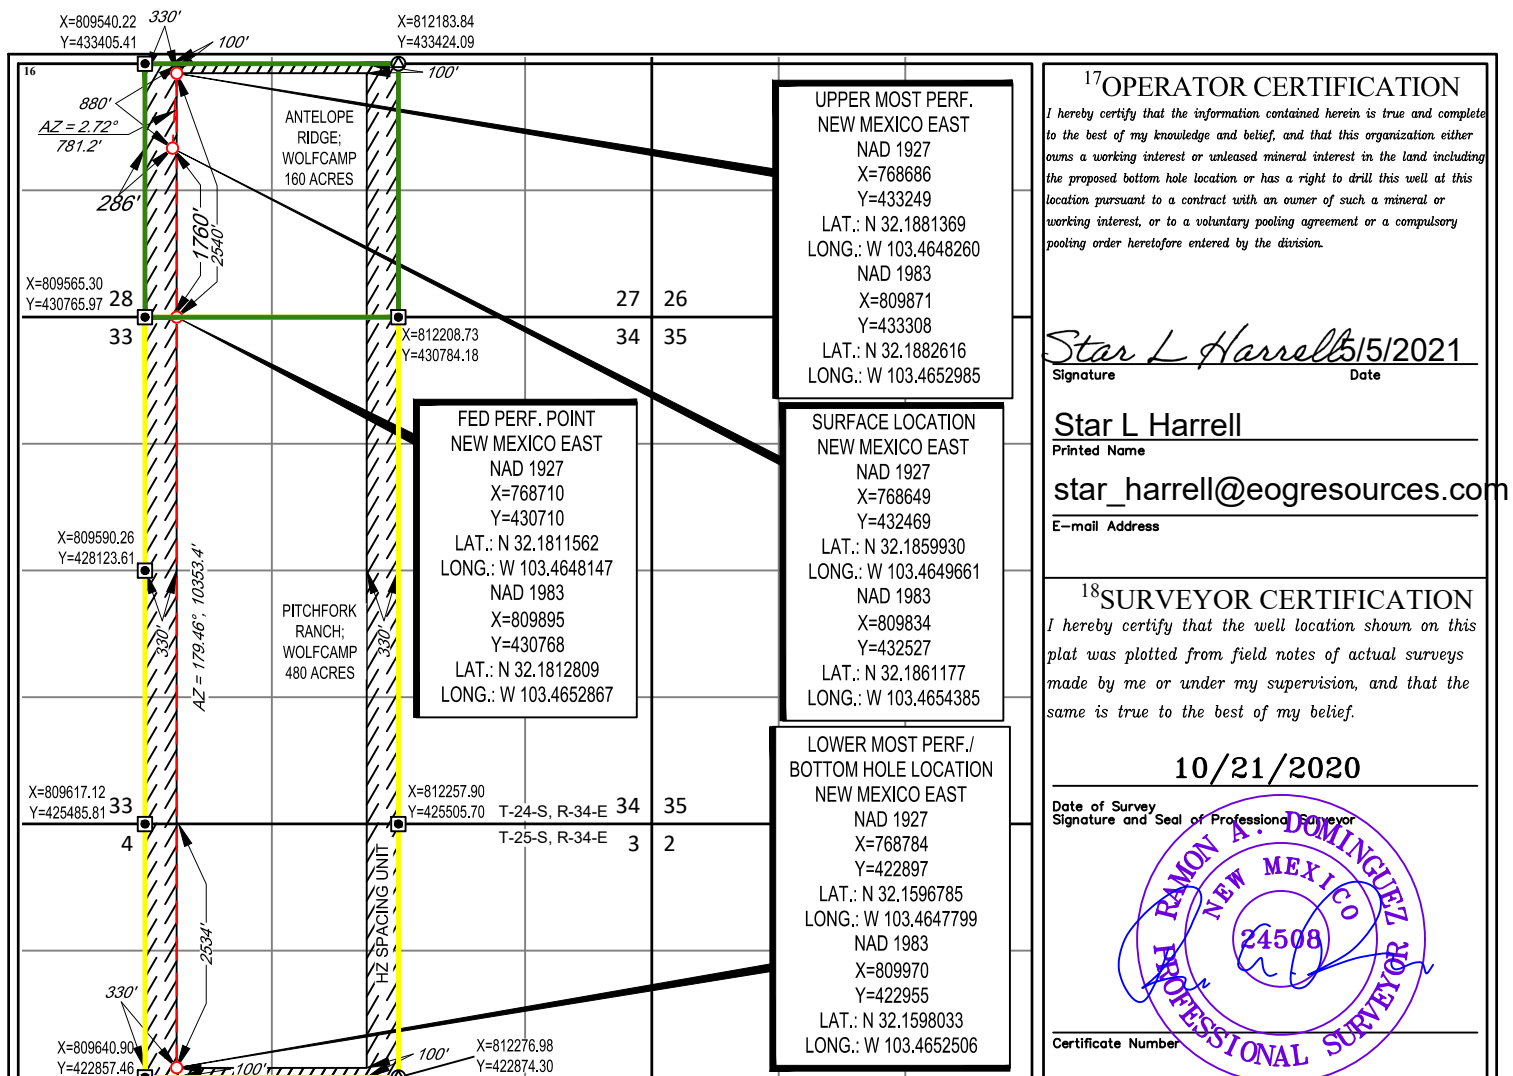 X=809540.22
Y=433405.41
330'
100'
X=812183.84
Y=433424.09
100'
16
880'
AZ = 2.72°
781.2'
286'
1760'
2540'
ANTELOPE
RIDGE;
WOLFCAMP
160 ACRES
X=809565.30
Y=430765.97
28
33
27
26
34
35
X=812208.73
Y=430784.18
UPPER MOST PERF.
NEW MEXICO EAST
NAD 1927
X=768686
Y=433249
LAT.: N 32.1881369
LONG.: W 103.4648260
NAD 1983
X=809871
Y=433308
LAT.: N 32.1882616
LONG.: W 103.4652985
FED PERF. POINT
NEW MEXICO EAST
NAD 1927
X=768710
Y=430710
LAT.: N 32.1811562
LONG.: W 103.4648147
NAD 1983
X=809895
Y=430768
LAT.: N 32.1812809
LONG.: W 103.4652867
SURFACE LOCATION
NEW MEXICO EAST
NAD 1927
X=768649
Y=432469
LAT.: N 32.1859930
LONG.: W 103.4649661
NAD 1983
X=809834
Y=432527
LAT.: N 32.1861177
LONG.: W 103.4654385
X=809590.26
Y=428123.61
330'
AZ = 179.46°, 10353.4'
PITCHFORK
RANCH;
WOLFCAMP
480 ACRES
330'
X=809617.12
Y=425485.81
33
4
X=812257.90
Y=425505.70
T-24-S, R-34-E
T-25-S, R-34-E
34
35
3
2
HZ SPACING UNIT
2534'
330'
X=809640.90
Y=422857.46
100'
100'
X=812276.98
Y=422874.30
LOWER MOST PERF./
BOTTOM HOLE LOCATION
NEW MEXICO EAST
NAD 1927
X=768784
Y=422897
LAT.: N 32.1596785
LONG.: W 103.4647799
NAD 1983
X=809970
Y=422955
LAT.: N 32.1598033
LONG.: W 103.4652506
17OPERATOR CERTIFICATION
I hereby certify that the information contained herein is true and complete
to the best of my knowledge and belief, and that this organization either
owns a working interest or unleased mineral interest in the land including
the proposed bottom hole location or has a right to drill this well at this
location pursuant to a contract with an owner of such a mineral or
working interest, or to a voluntary pooling agreement or a compulsory
pooling order heretofore entered by the division.
Star L Harrell 5/5/2021
Signature Date
Star L Harrell
Printed Name
star_harrell@eogresources.com
E-mail Address
18SURVEYOR CERTIFICATION
I hereby certify that the well location shown on this
plat was plotted from field notes of actual surveys
made by me or under my supervision, and that the
same is true to the best of my belief.
10/21/2020
Date of Survey
Signature and Seal of Professional Surveyor
RAMON A. DOMINGUEZ
NEW MEXICO
24508
PROFESSIONAL SURVEYOR
Certificate Number